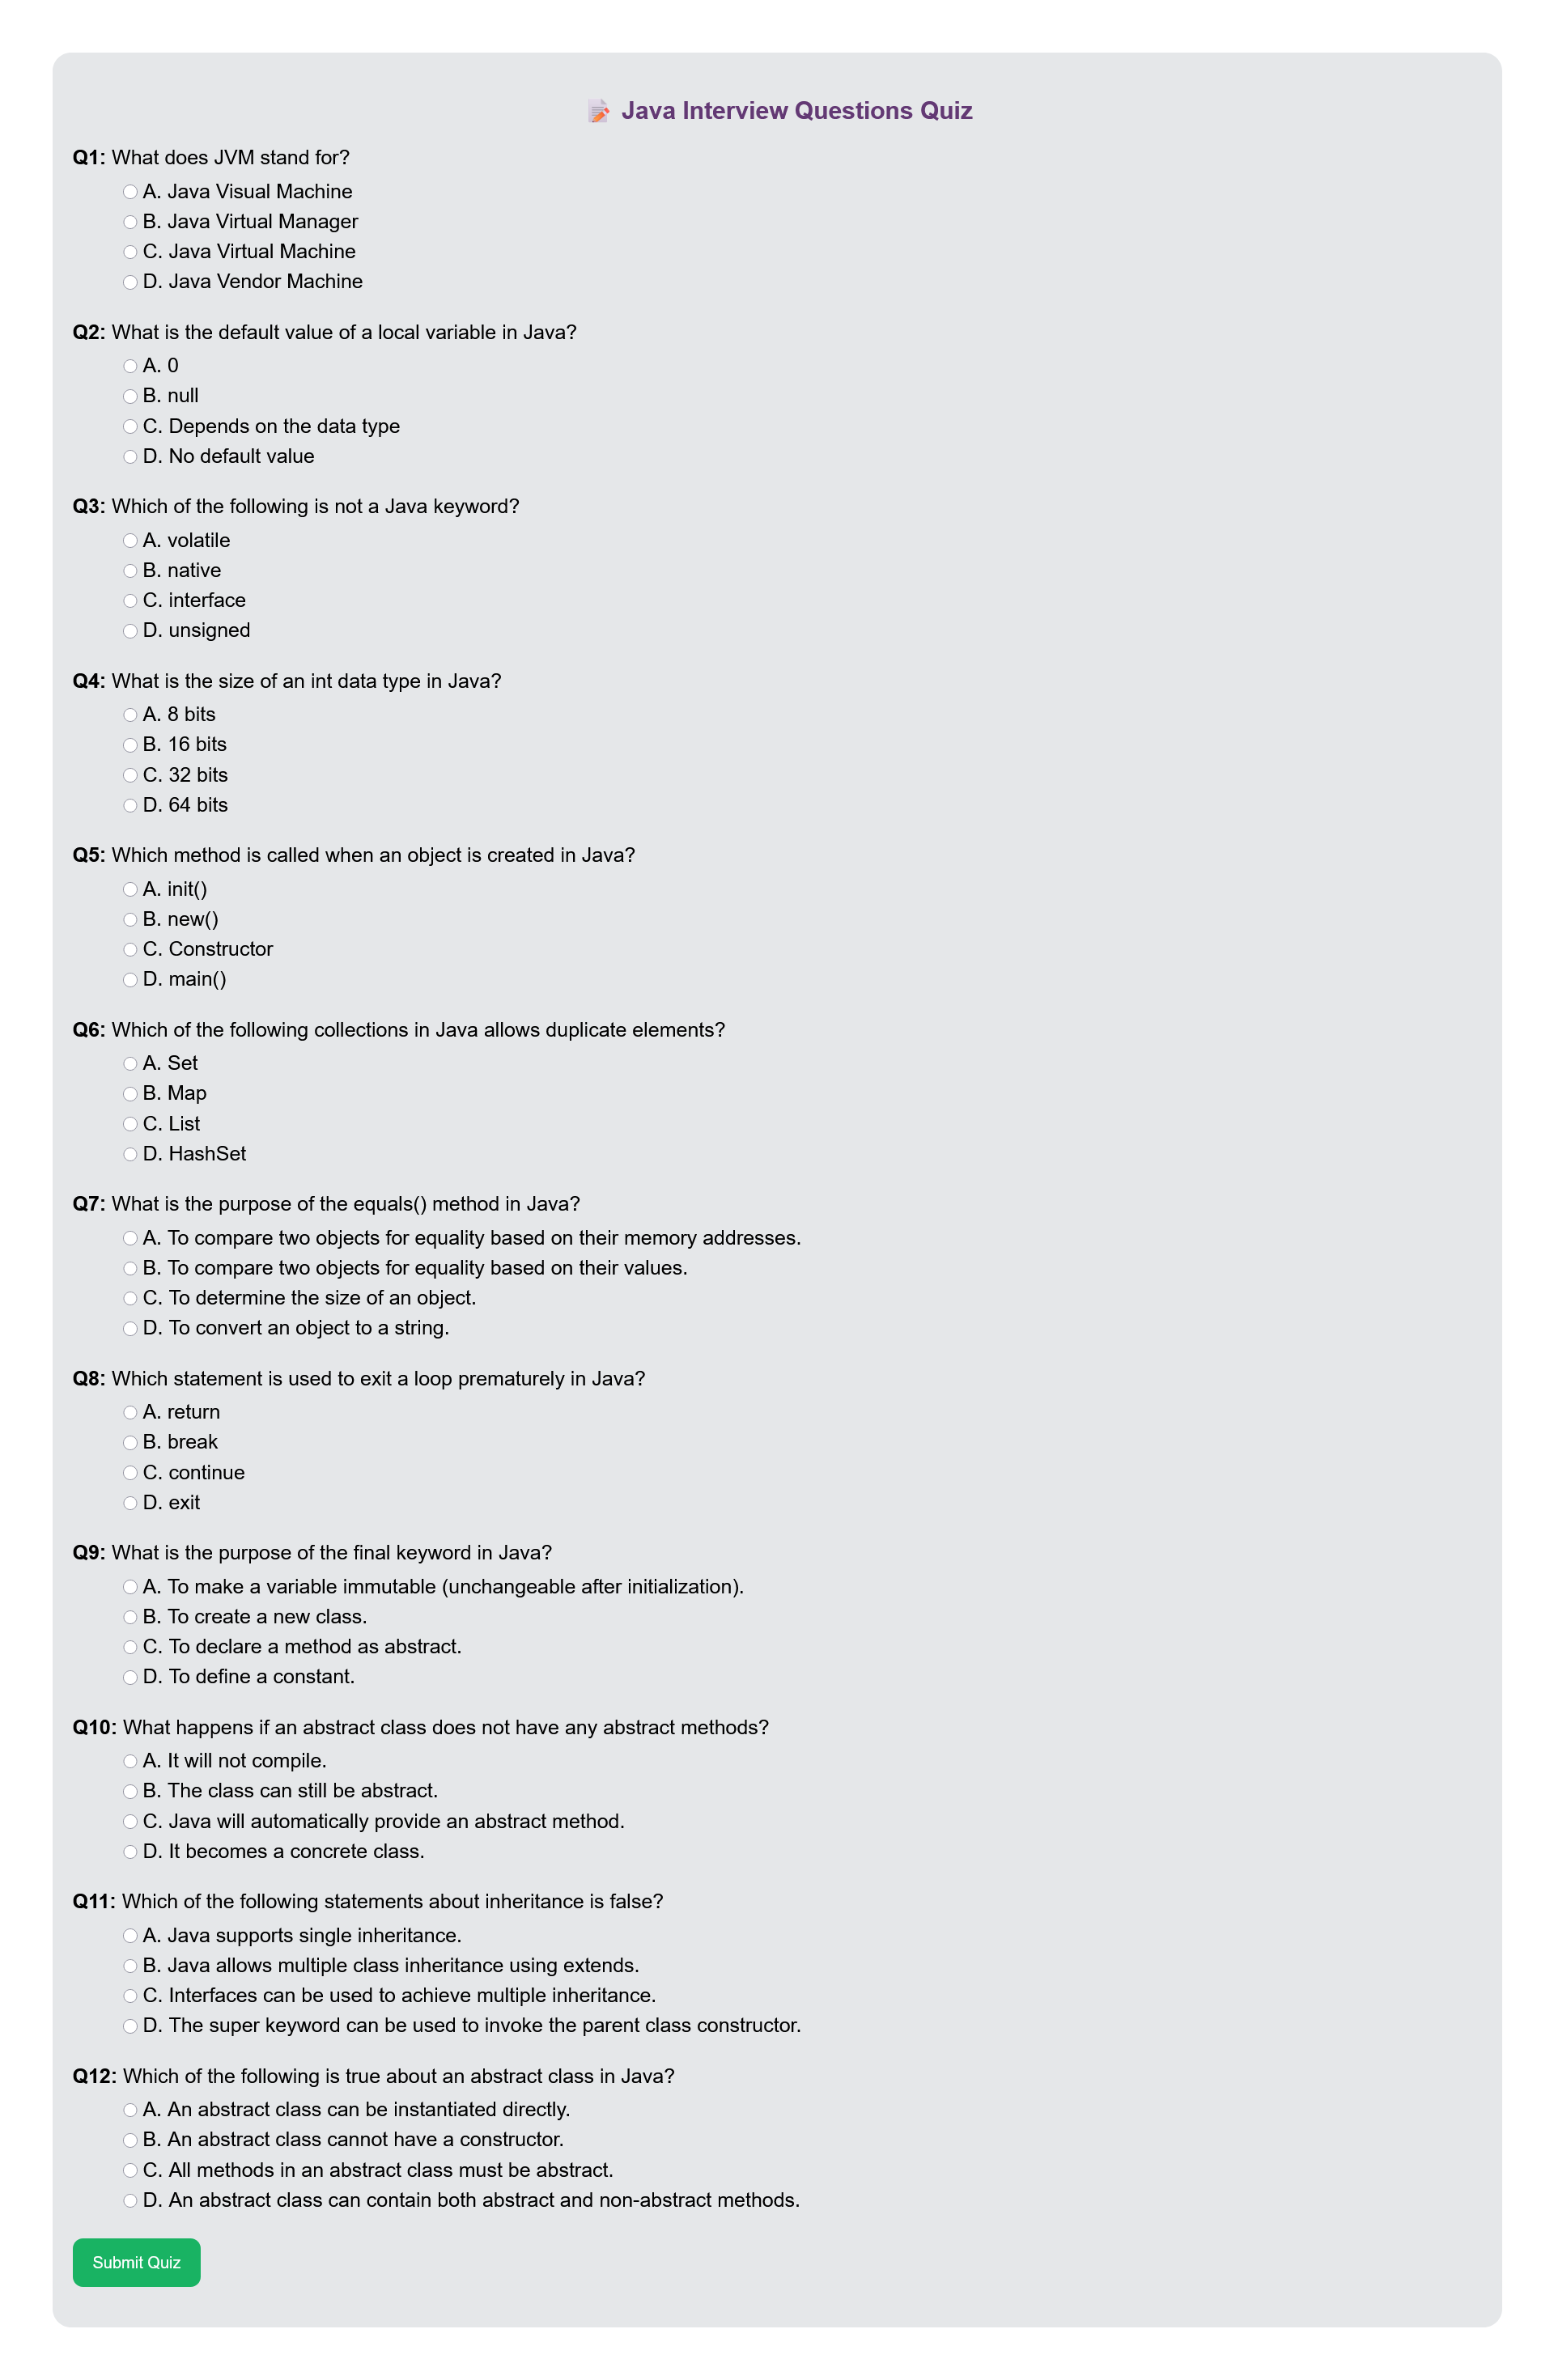 Java Interview Questions Quiz
Q1: What does JVM stand for?
A. Java Visual Machine
B. Java Virtual Manager
C. Java Virtual Machine
D. Java Vendor Machine
Q2: What is the default value of a local variable in Java?
A. 0
B. null
C. Depends on the data type
D. No default value
Q3: Which of the following is not a Java keyword?
A. volatile
B. native
C. interface
D. unsigned
Q4: What is the size of an int data type in Java?
A. 8 bits
B. 16 bits
C. 32 bits
D. 64 bits
Q5: Which method is called when an object is created in Java?
A. init()
B. new()
C. Constructor
D. main()
Q6: Which of the following collections in Java allows duplicate elements?
A. Set
B. Map
C. List
D. HashSet
Q7: What is the purpose of the equals() method in Java?
A. To compare two objects for equality based on their memory addresses.
B. To compare two objects for equality based on their values.
C. To determine the size of an object.
D. To convert an object to a string.
Q8: Which statement is used to exit a loop prematurely in Java?
A. return
B. break
C. continue
D. exit
Q9: What is the purpose of the final keyword in Java?
A. To make a variable immutable (unchangeable after initialization).
B. To create a new class.
C. To declare a method as abstract.
D. To define a constant.
Q10: What happens if an abstract class does not have any abstract methods?
A. It will not compile.
B. The class can still be abstract.
C. Java will automatically provide an abstract method.
D. It becomes a concrete class.
Q11: Which of the following statements about inheritance is false?
A. Java supports single inheritance.
B. Java allows multiple class inheritance using extends.
C. Interfaces can be used to achieve multiple inheritance.
D. The super keyword can be used to invoke the parent class constructor.
Q12: Which of the following is true about an abstract class in Java?
A. An abstract class can be instantiated directly.
B. An abstract class cannot have a constructor.
C. All methods in an abstract class must be abstract.
D. An abstract class can contain both abstract and non-abstract methods.
Submit Quiz